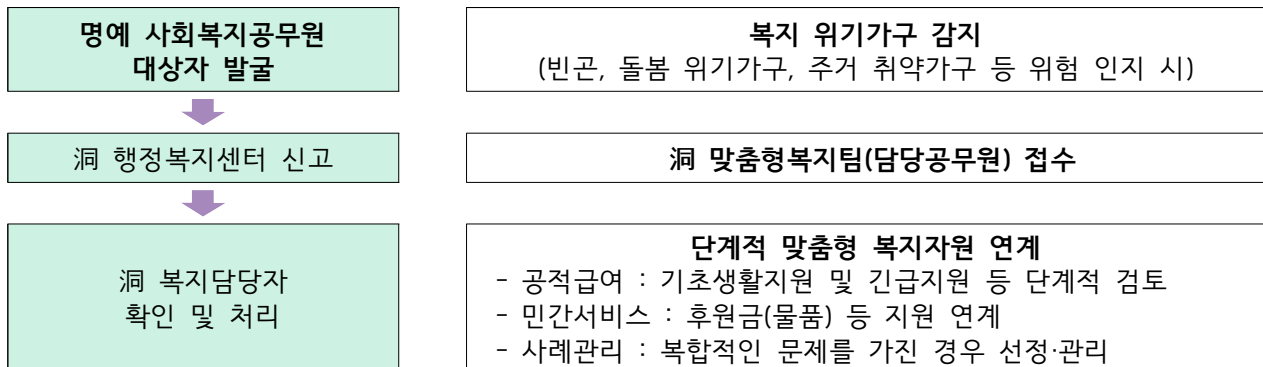 명예 사회복지공무원
대상자 발굴
복지 위기가구 감지
(빈곤, 돌봄 위기가구, 주거 취약가구 등 위험 인지 시)
洞 행정복지센터 신고
洞 맞춤형복지팀(담당공무원) 접수
洞 복지담당자
확인 및 처리
단계적 맞춤형 복지자원 연계
- 공적급여 : 기초생활지원 및 긴급지원 등 단계적 검토
- 민간서비스 : 후원금(물품) 등 지원 연계
- 사례관리 : 복합적인 문제를 가진 경우 선정·관리